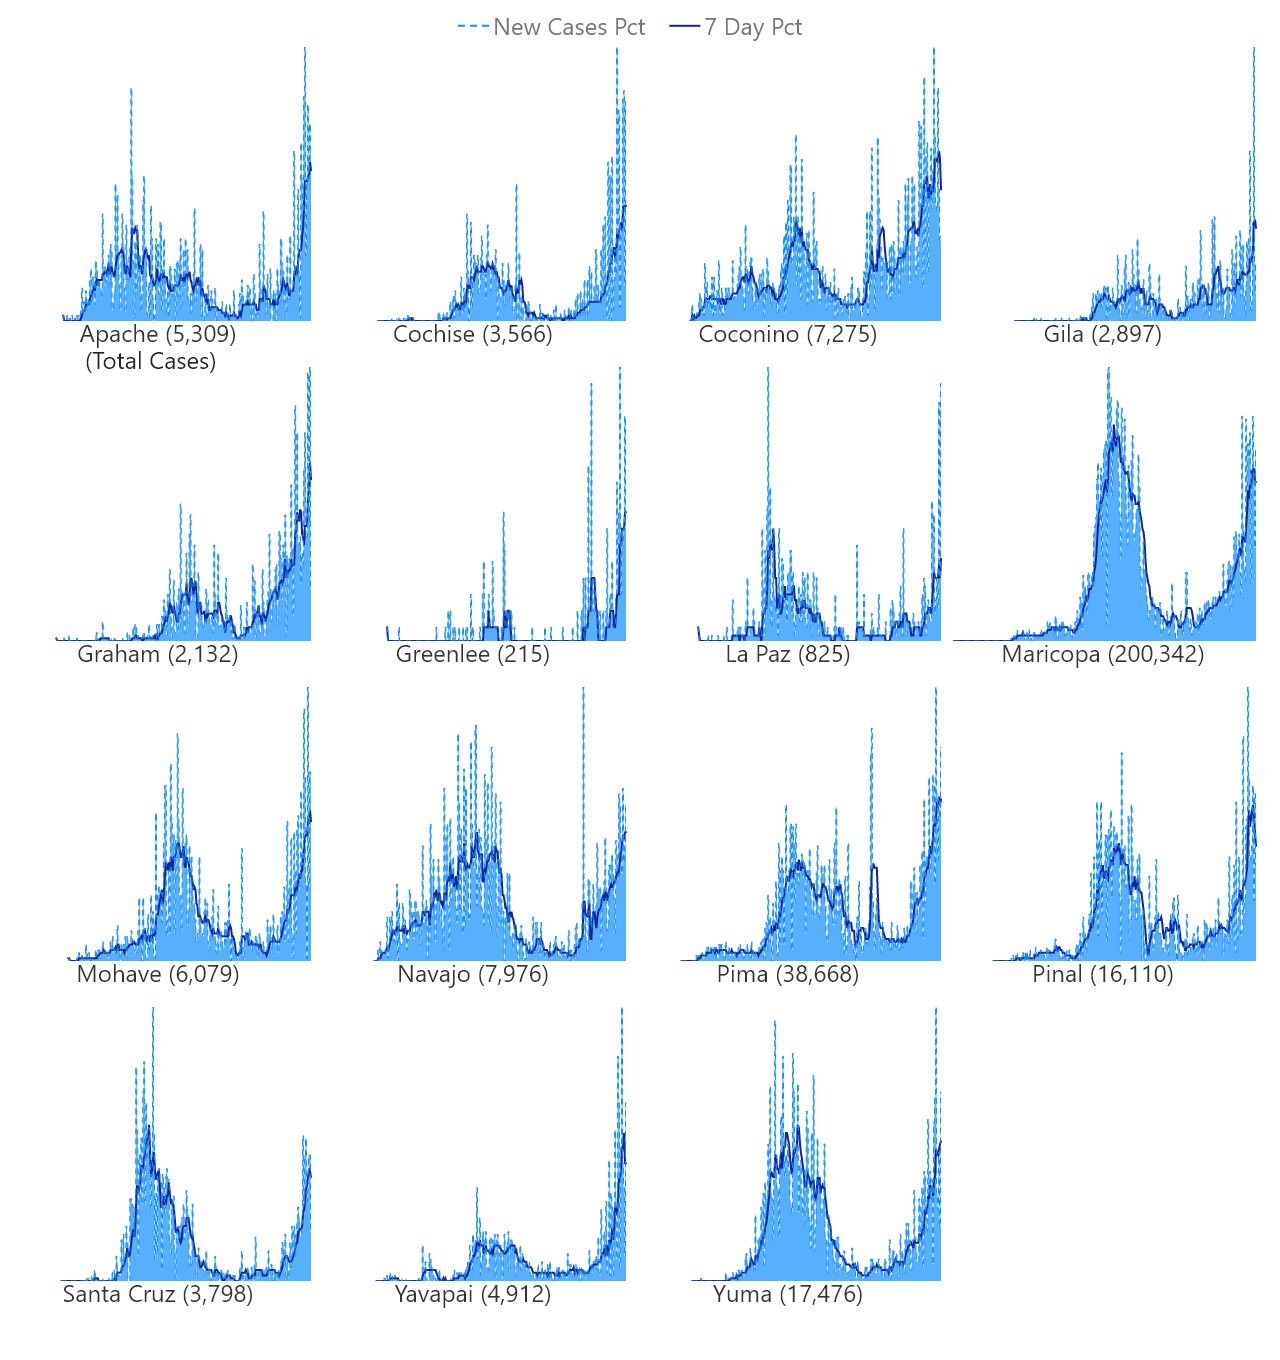 New Cases Pct 7 Day Pct
Apache (5,309)
(Total Cases)
Cochise (3,566)
Coconino (7,275)
Gila (2,897)
Graham (2,132)
Greenlee (215)
La Paz (825)
Maricopa (200,342)
Mohave (6,079)
Navajo (7,976)
Pima (38,668)
Pinal (16,110)
Santa Cruz (3,798)
Yavapai (4,912)
Yuma (17,476)